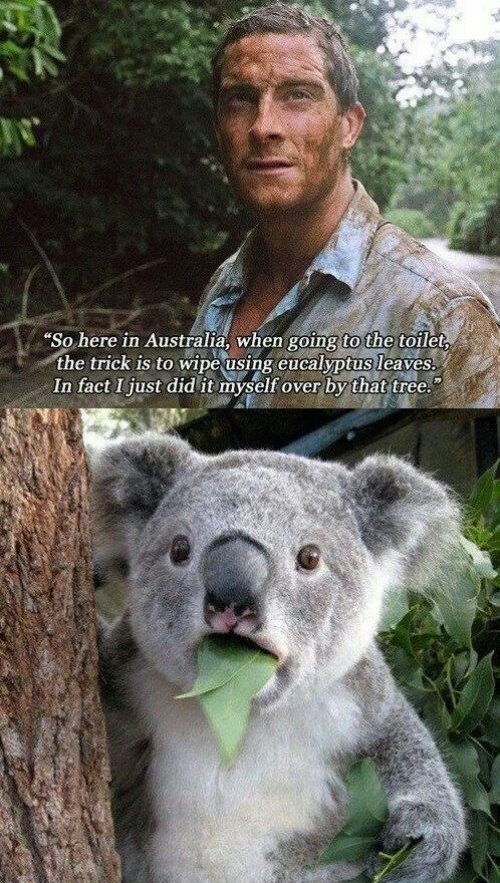 “So here in Australia, when going to the toilet,
the trick is to wipe using eucalyptus leaves.
In fact I just did it myself over by that tree.”